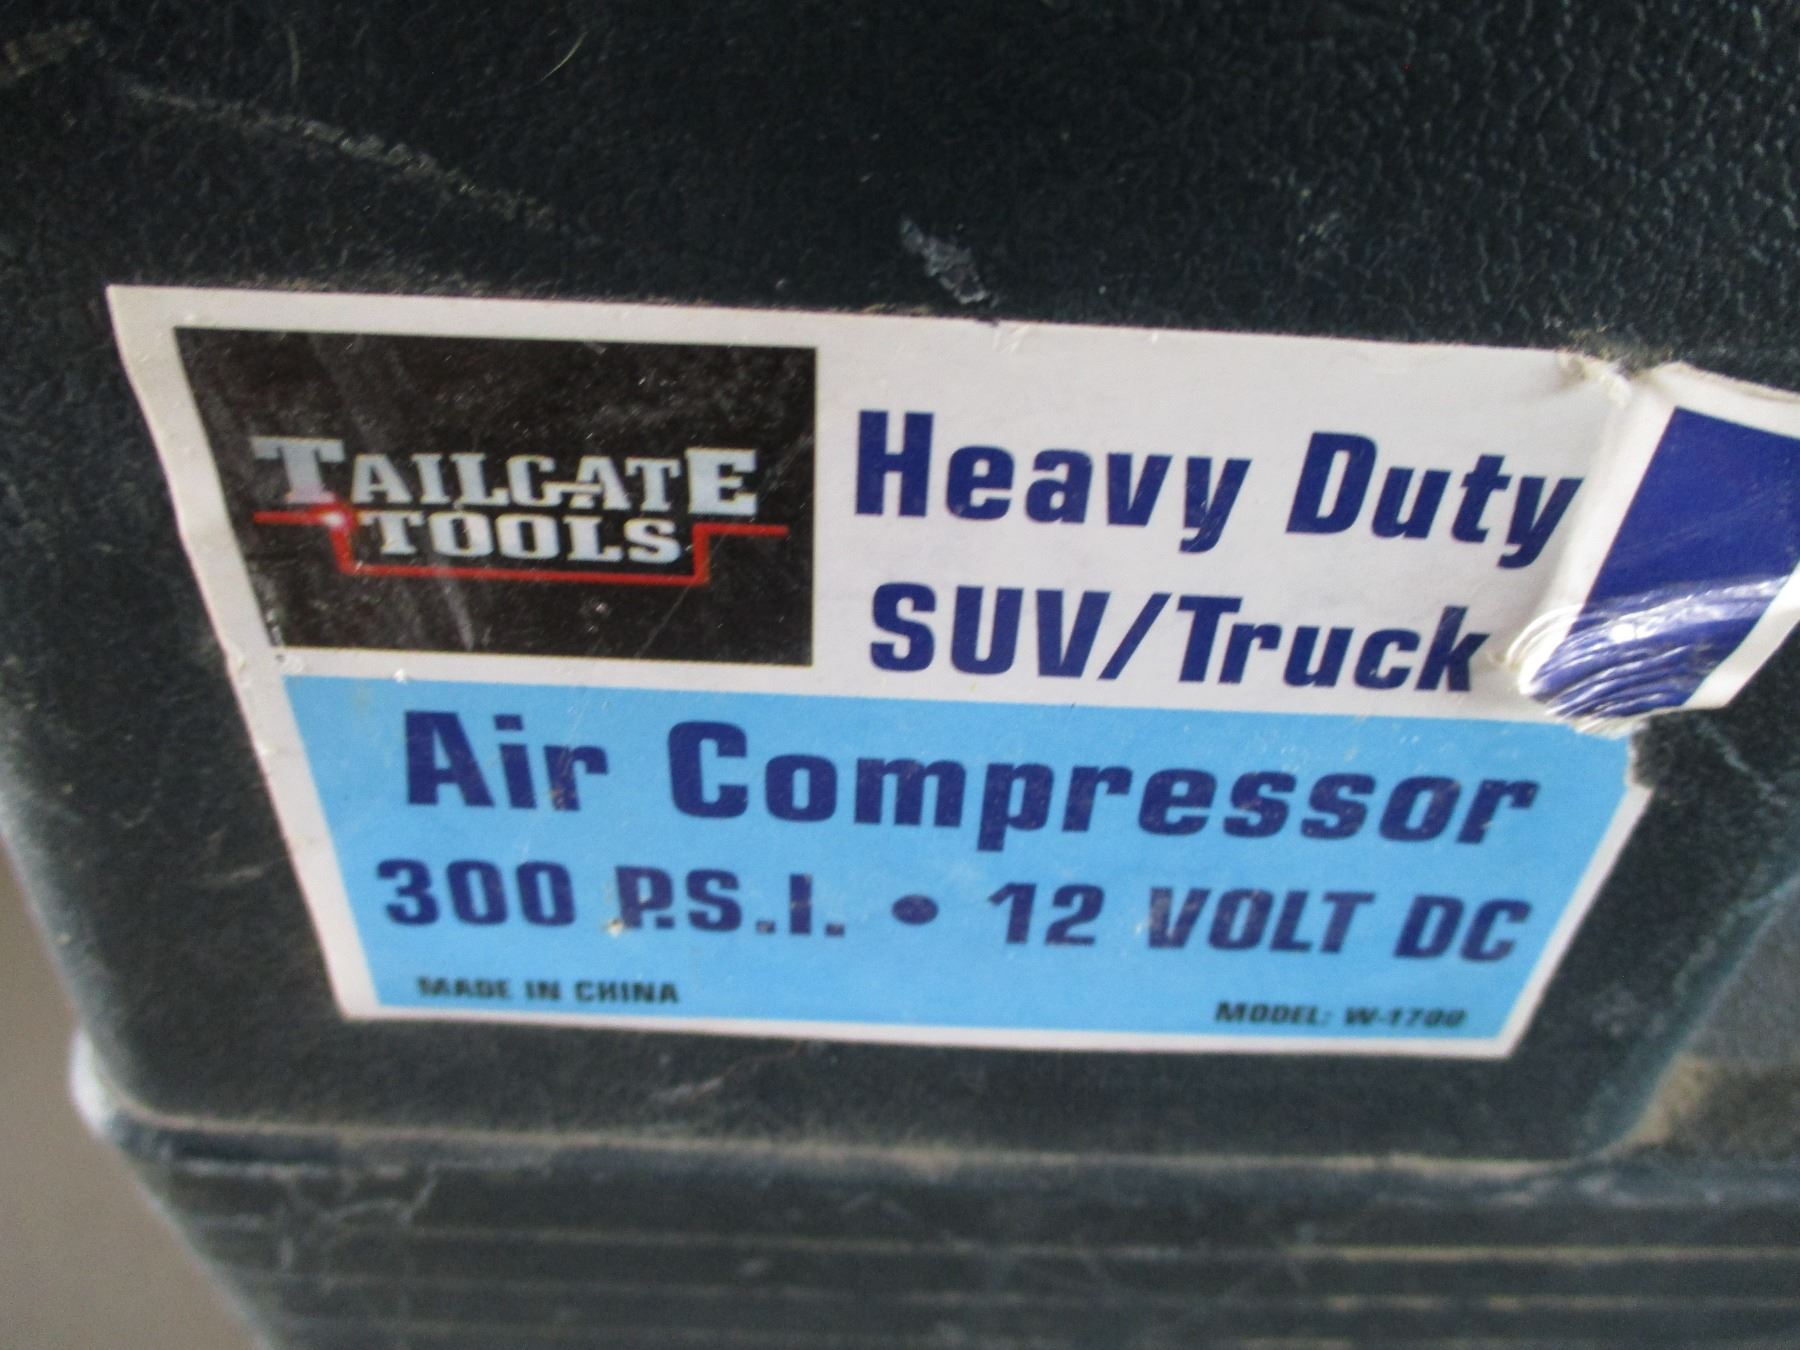 TAILGATE
TOOLS
Heavy Duty
SUV/Truck
Air Compressor
300 P.S.I. • 12 VOLT DC
MADE IN CHINA
MODEL: W-1700